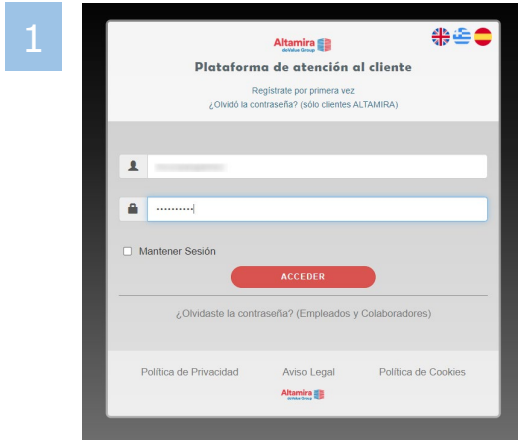 1
Altamira
doValue Group
Plataforma de atención al cliente
Regístrate por primera vez
¿Olvidó la contraseña? (sólo clientes ALTAMIRA)
Mantener Sesión
ACCEDER
¿Olvidaste la contraseña? (Empleados y Colaboradores)
Política de Privacidad Aviso Legal Política de Cookies
Altamira
doValue Group